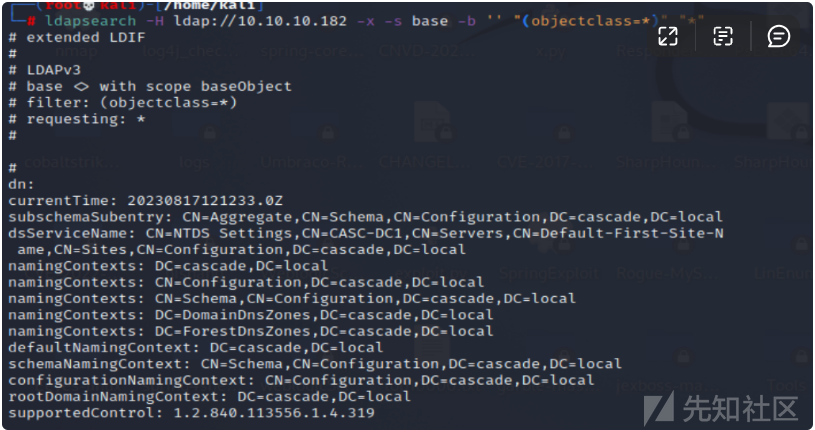 (root💀kali)-[/home/kali]
# ldapsearch -H ldap://10.10.10.182 -x -s base -b '' "(objectclass=*)" "*"
# extended LDIF
#
# LDAPv3
# base <> with scope baseObject
# filter: (objectclass=*)
# requesting: *
#

#
dn:
currentTime: 20230817121233.0Z
subschemaSubentry: CN=Aggregate,CN=Schema,CN=Configuration,DC=cascade,DC=local
dsServiceName: CN=NTDS Settings,CN=CASC-DC1,CN=Servers,CN=Default-First-Site-N
 ame,CN=Sites,CN=Configuration,DC=cascade,DC=local
namingContexts: DC=cascade,DC=local
namingContexts: CN=Configuration,DC=cascade,DC=local
namingContexts: CN=Schema,CN=Configuration,DC=cascade,DC=local
namingContexts: DC=DomainDnsZones,DC=cascade,DC=local
namingContexts: DC=ForestDnsZones,DC=cascade,DC=local
defaultNamingContext: DC=cascade,DC=local
schemaNamingContext: CN=Schema,CN=Configuration,DC=cascade,DC=local
configurationNamingContext: CN=Configuration,DC=cascade,DC=local
rootDomainNamingContext: DC=cascade,DC=local
supportedControl: 1.2.840.113556.1.4.319
先知社区